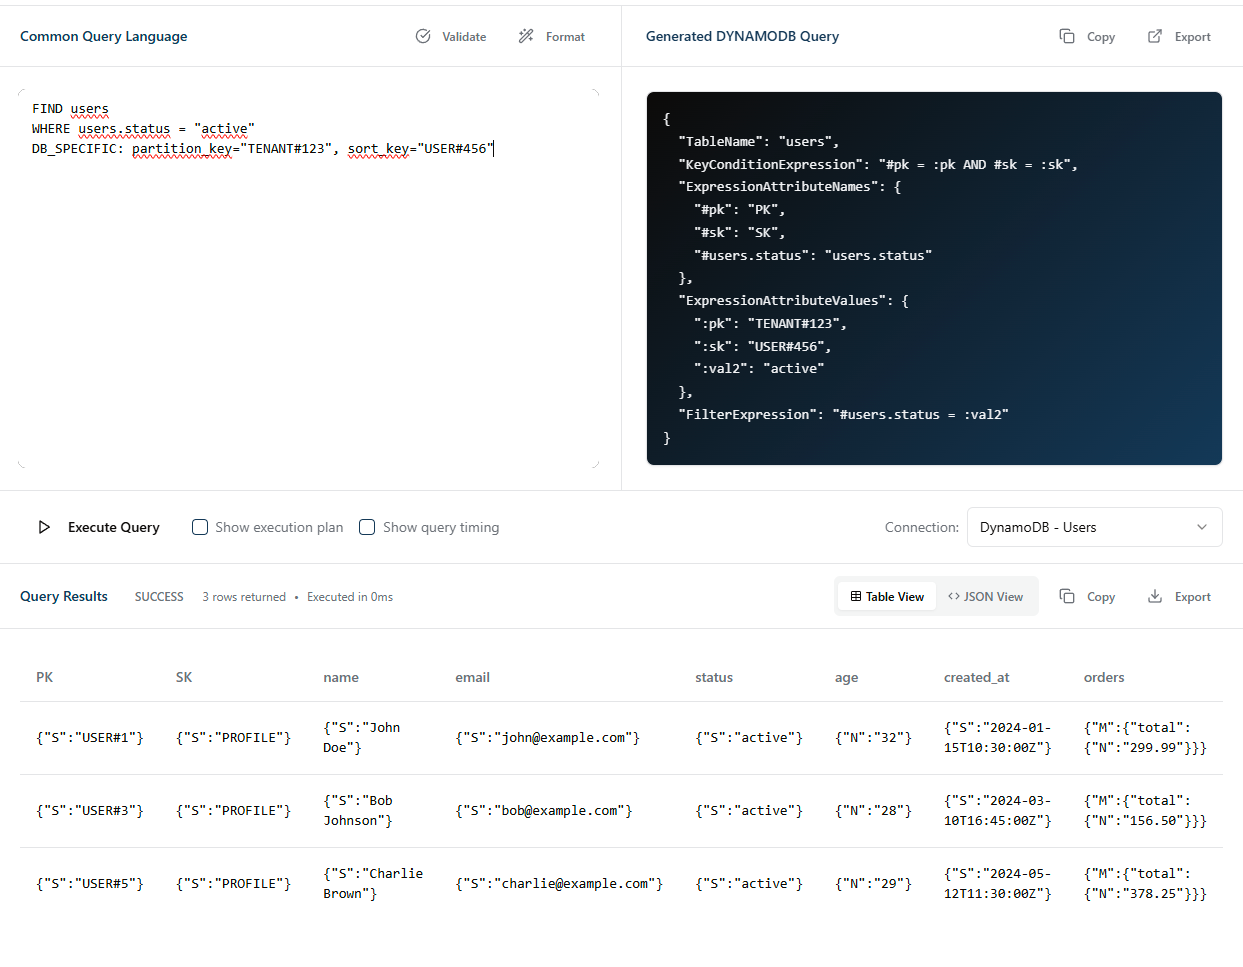 Common Query Language
Validate
Format
Generated DYNAMODB Query
Copy
Export
FIND users
WHERE users.status = "active"
DB_SPECIFIC: partition_key="TENANT#123", sort_key="USER#456"
{
  "TableName": "users",
  "KeyConditionExpression": "#pk = :pk AND #sk = :sk",
  "ExpressionAttributeNames": {
    "#pk": "PK",
    "#sk": "SK",
    "#users.status": "users.status"
  },
  "ExpressionAttributeValues": {
    ":pk": "TENANT#123",
    ":sk": "USER#456",
    ":val2": "active"
  },
  "FilterExpression": "#users.status = :val2"
}
Execute Query
Show execution plan
Show query timing
Connection:
DynamoDB - Users
Query Results
SUCCESS
3 rows returned • Executed in 0ms
Table View
<> JSON View
Copy
Export
PK SK name email status age created_at orders
{"S":"USER#1"} {"S":"PROFILE"} {"S":"John Doe"} {"S":"john@example.com"} {"S":"active"} {"N":"32"} {"S":"2024-01-15T10:30:00Z"} {"M":{"total":{"N":"299.99"}}}
{"S":"USER#3"} {"S":"PROFILE"} {"S":"Bob Johnson"} {"S":"bob@example.com"} {"S":"active"} {"N":"28"} {"S":"2024-03-10T16:45:00Z"} {"M":{"total":{"N":"156.50"}}}
{"S":"USER#5"} {"S":"PROFILE"} {"S":"Charlie Brown"} {"S":"charlie@example.com"} {"S":"active"} {"N":"29"} {"S":"2024-05-12T11:30:00Z"} {"M":{"total":{"N":"378.25"}}}